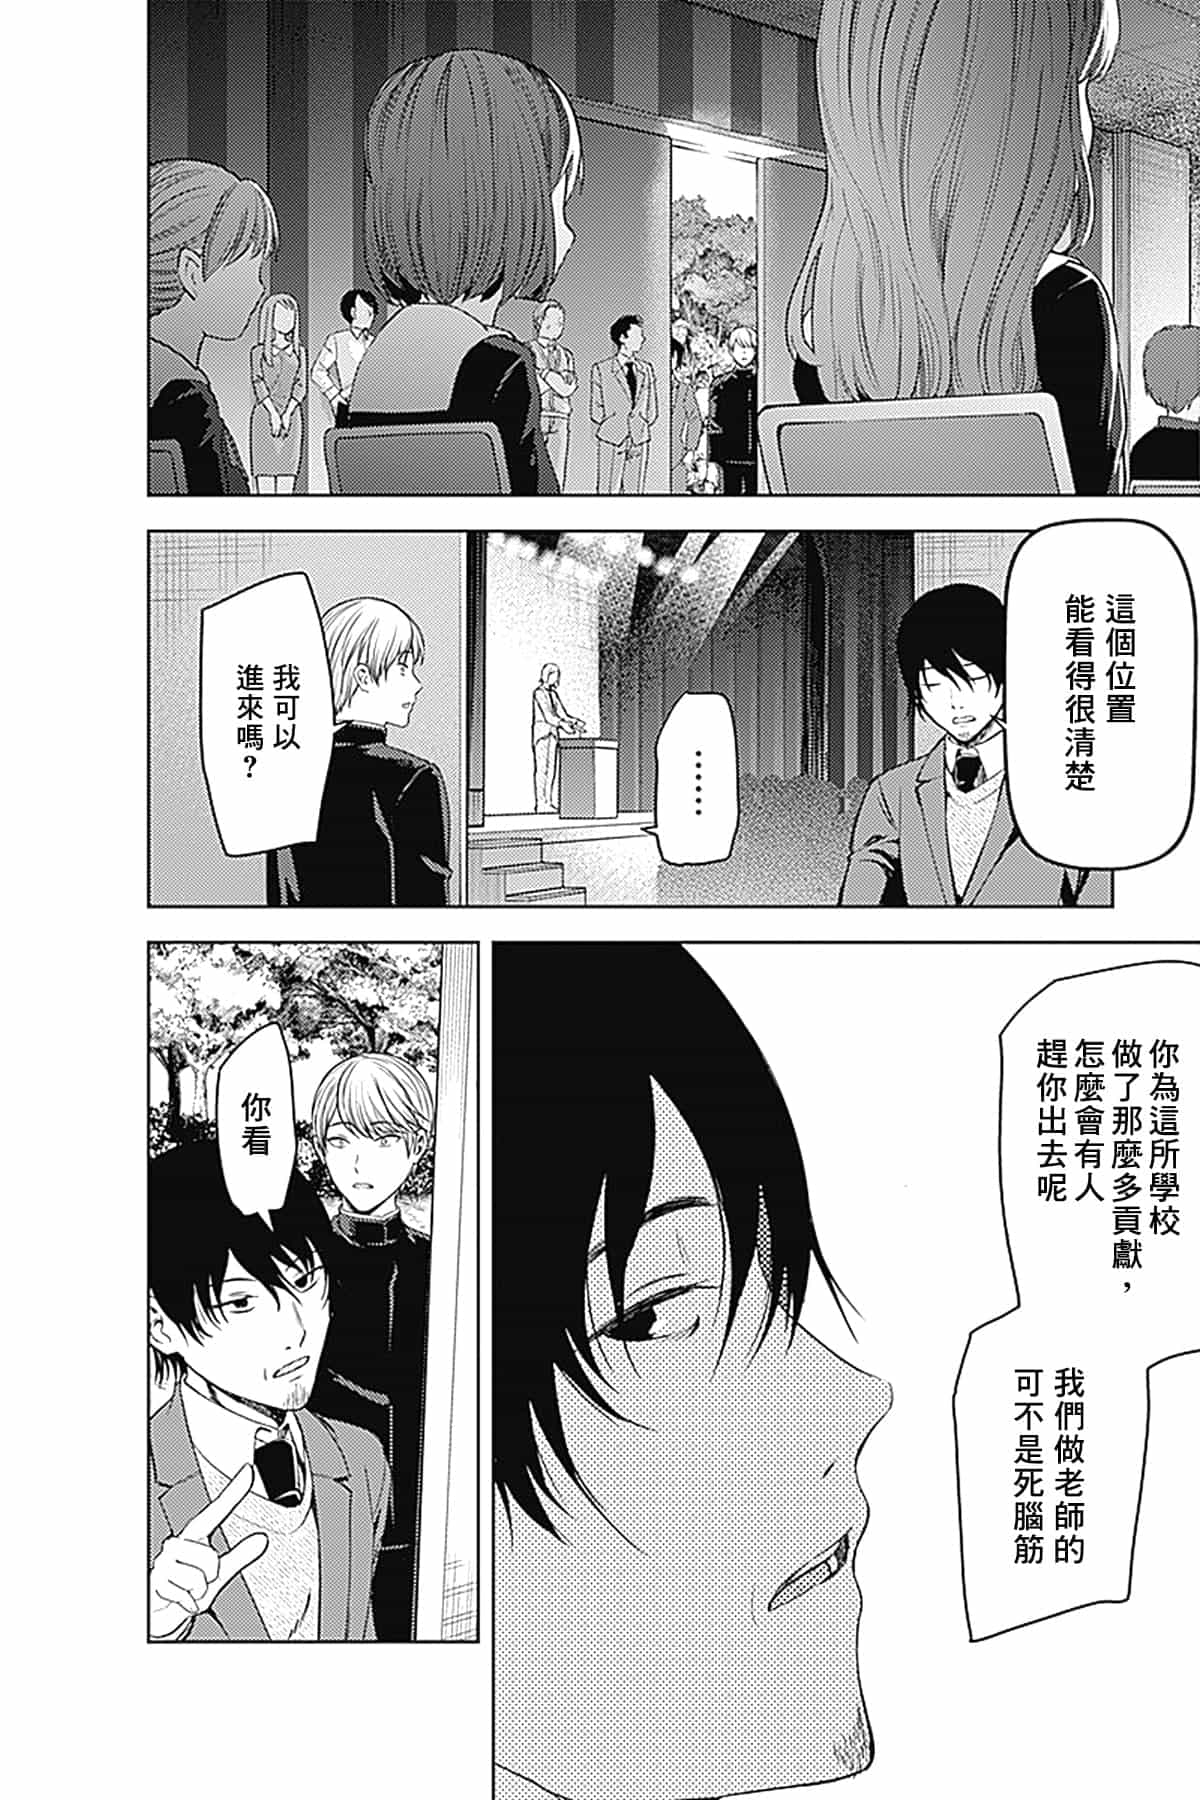 這個位置
能看得很清楚
……
我可以
進來嗎？
你為這所學校
做了那麼多貢獻，
怎麼會有人
趕你出去呢
我們做老師的
可不是死腦筋
你看